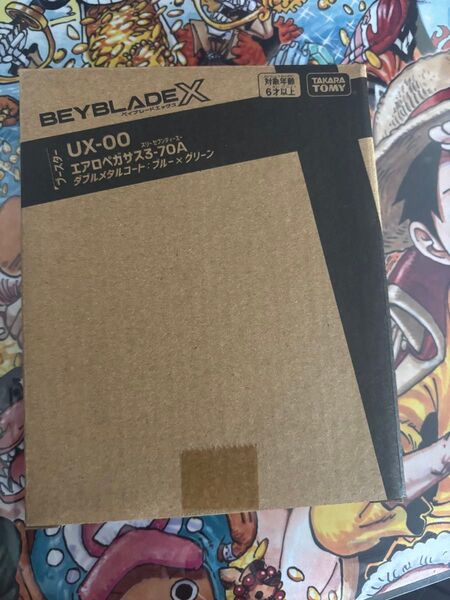 BEYBLADE X
ベイブレードエックス
対象年齢
6才以上
TAKARA
TOMY
ブースター
UX-00
スリーセブンティエー
エアロペガサス3-70A
ダブルメタルコート：ブルー×グリーン